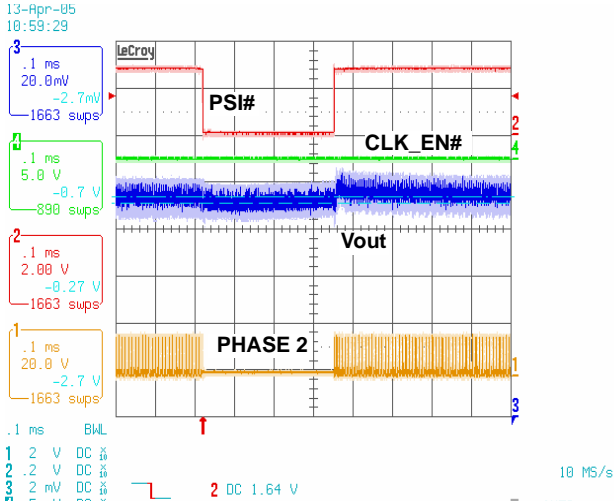 13-Apr-05
10:59:29
3
.1 ms
20.0mV
-2.7mV
1663 swps
4
.1 ms
5.0 V
-0.7 V
890 swps
2
.1 ms
2.00 V
-0.27 V
1663 swps
1
.1 ms
20.0 V
-2.7 V
1663 swps
LeCroy
PSI#
2
CLK_EN#
4
Vout
PHASE 2
1
3
.1 ms BWL
1 2 V DC X10
2 .2 V DC X10
3 2 mV DC X10
2 DC 1.64 V
10 MS/s